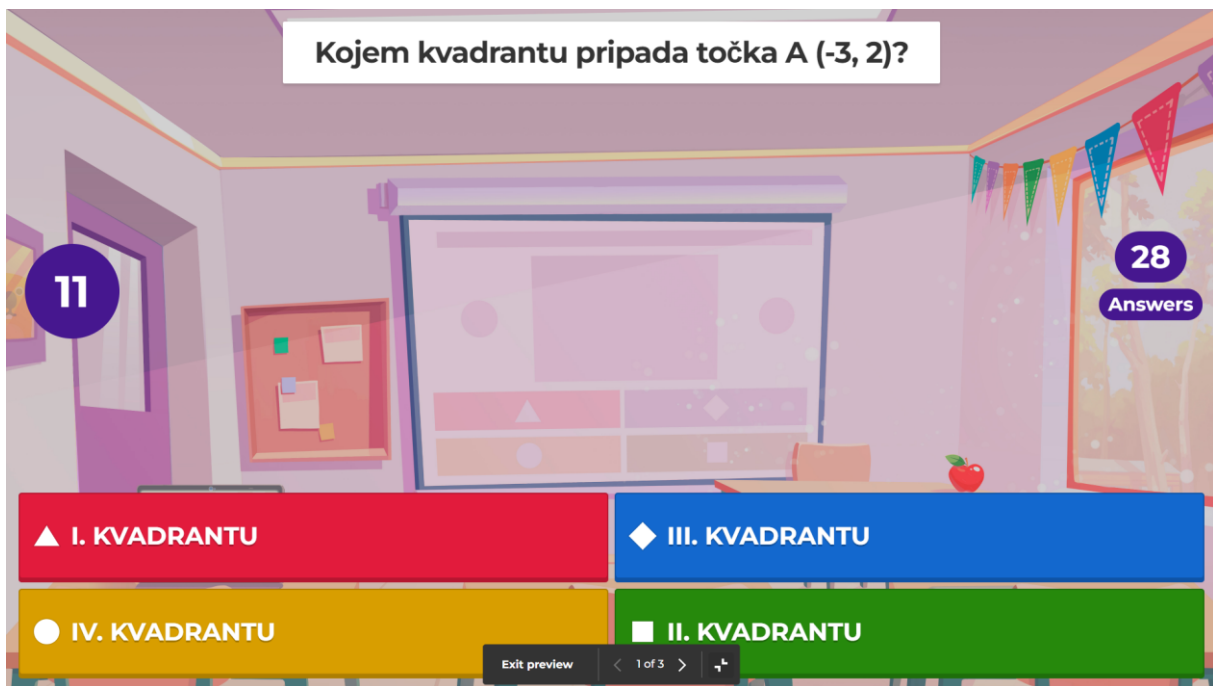 Kojem kvadrantu pripada točka A (-3, 2)?
11
28
Answers
I. KVADRANTU
III. KVADRANTU
IV. KVADRANTU
II. KVADRANTU
Exit preview
1 of 3